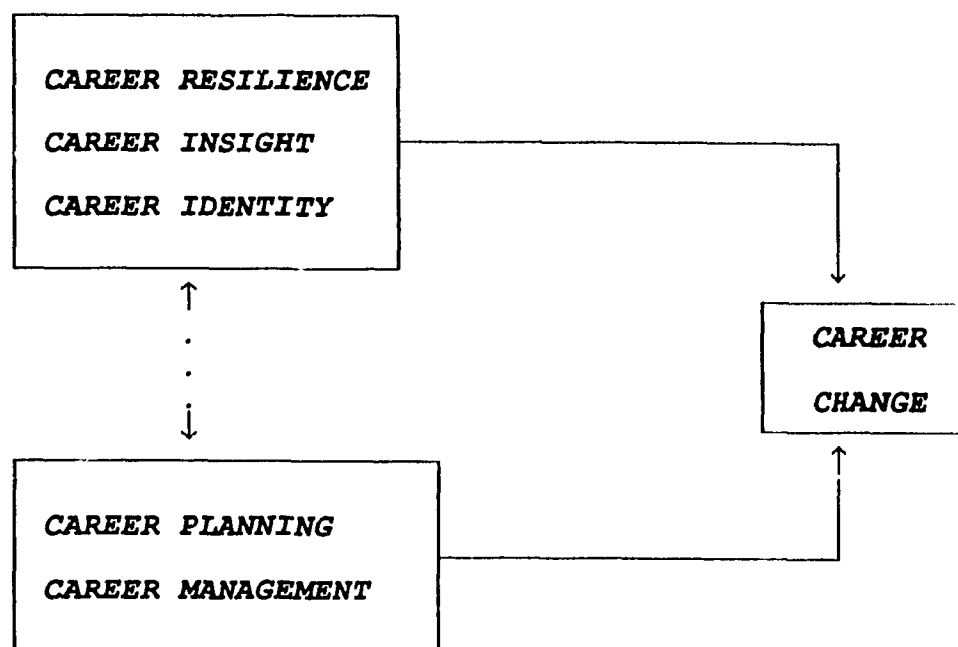 CAREER RESILIENCE
CAREER INSIGHT
CAREER IDENTITY
CAREER
CHANGE
CAREER PLANNING
CAREER MANAGEMENT